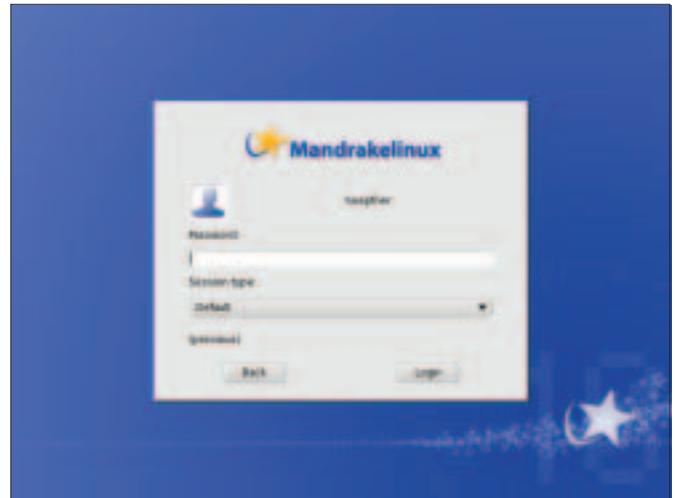 Mandrakelinux
Password:
Session type
Default
(previous)
Back
Login